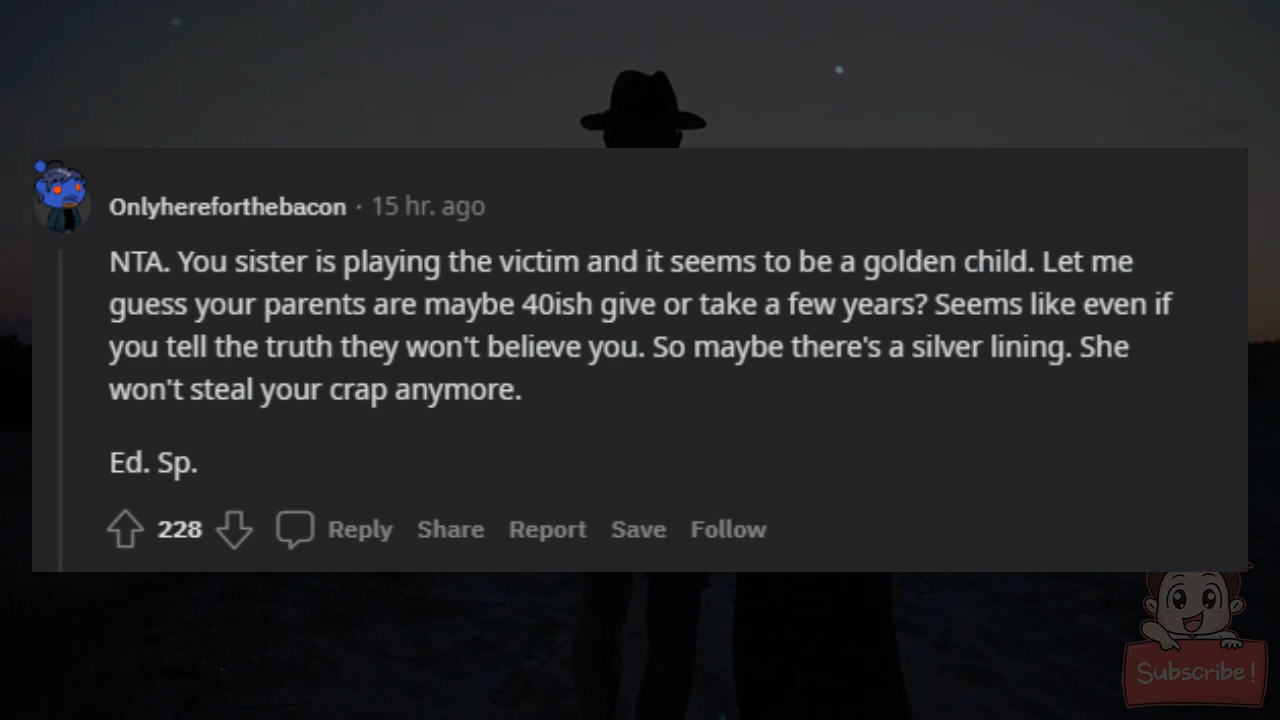 Onlyhereforthebacon · 15 hr. ago
NTA. You sister is playing the victim and it seems to be a golden child. Let me
guess your parents are maybe 40ish give or take a few years? Seems like even if
you tell the truth they won't believe you. So maybe there's a silver lining. She
won't steal your crap anymore.
Ed. Sp.
228 Reply Share Report Save Follow
Subscribe!